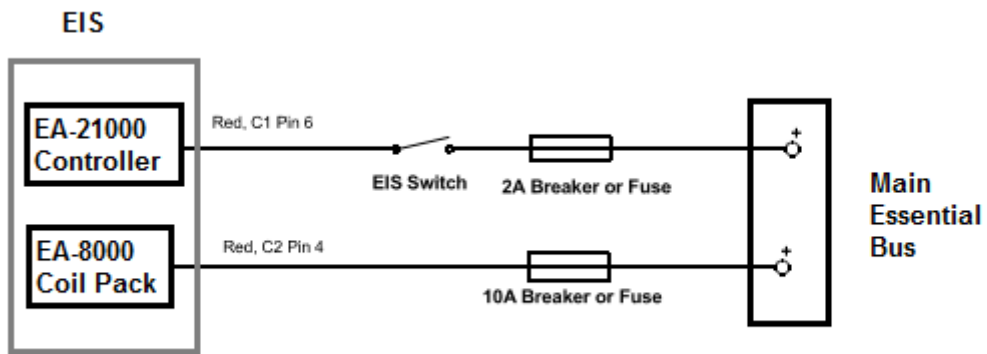 EIS
EA-21000
Controller
Red, C1 Pin 6
EIS Switch
2A Breaker or Fuse
+
EA-8000
Coil Pack
Red, C2 Pin 4
10A Breaker or Fuse
+
Main
Essential
Bus